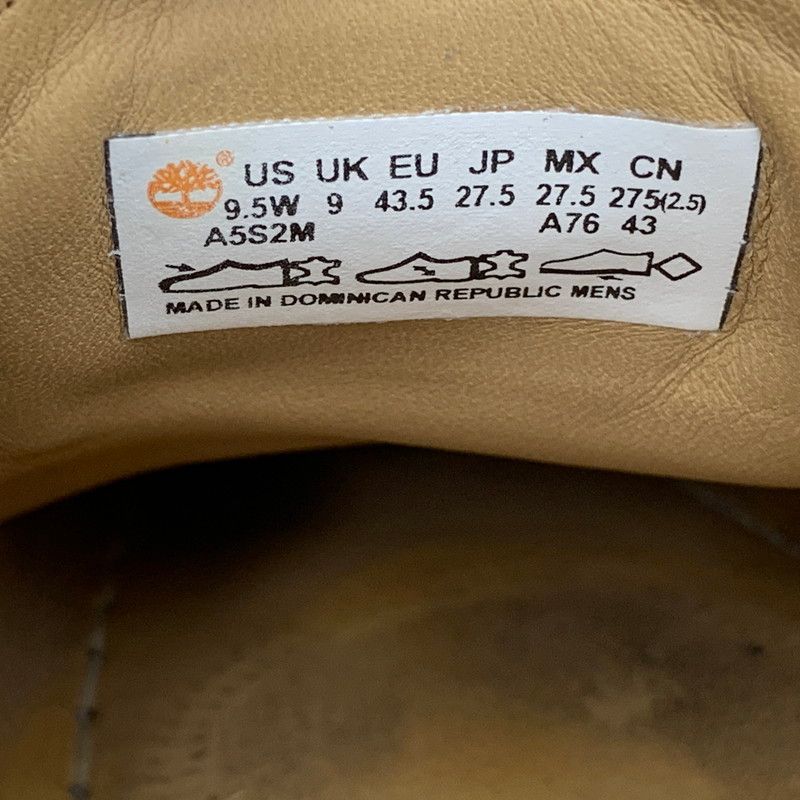 ® US UK EU JP MX CN
9.5W 9 43.5 27.5 27.5 275(2.5)
A5S2M A76 43
MADE IN DOMINICAN REPUBLIC MENS